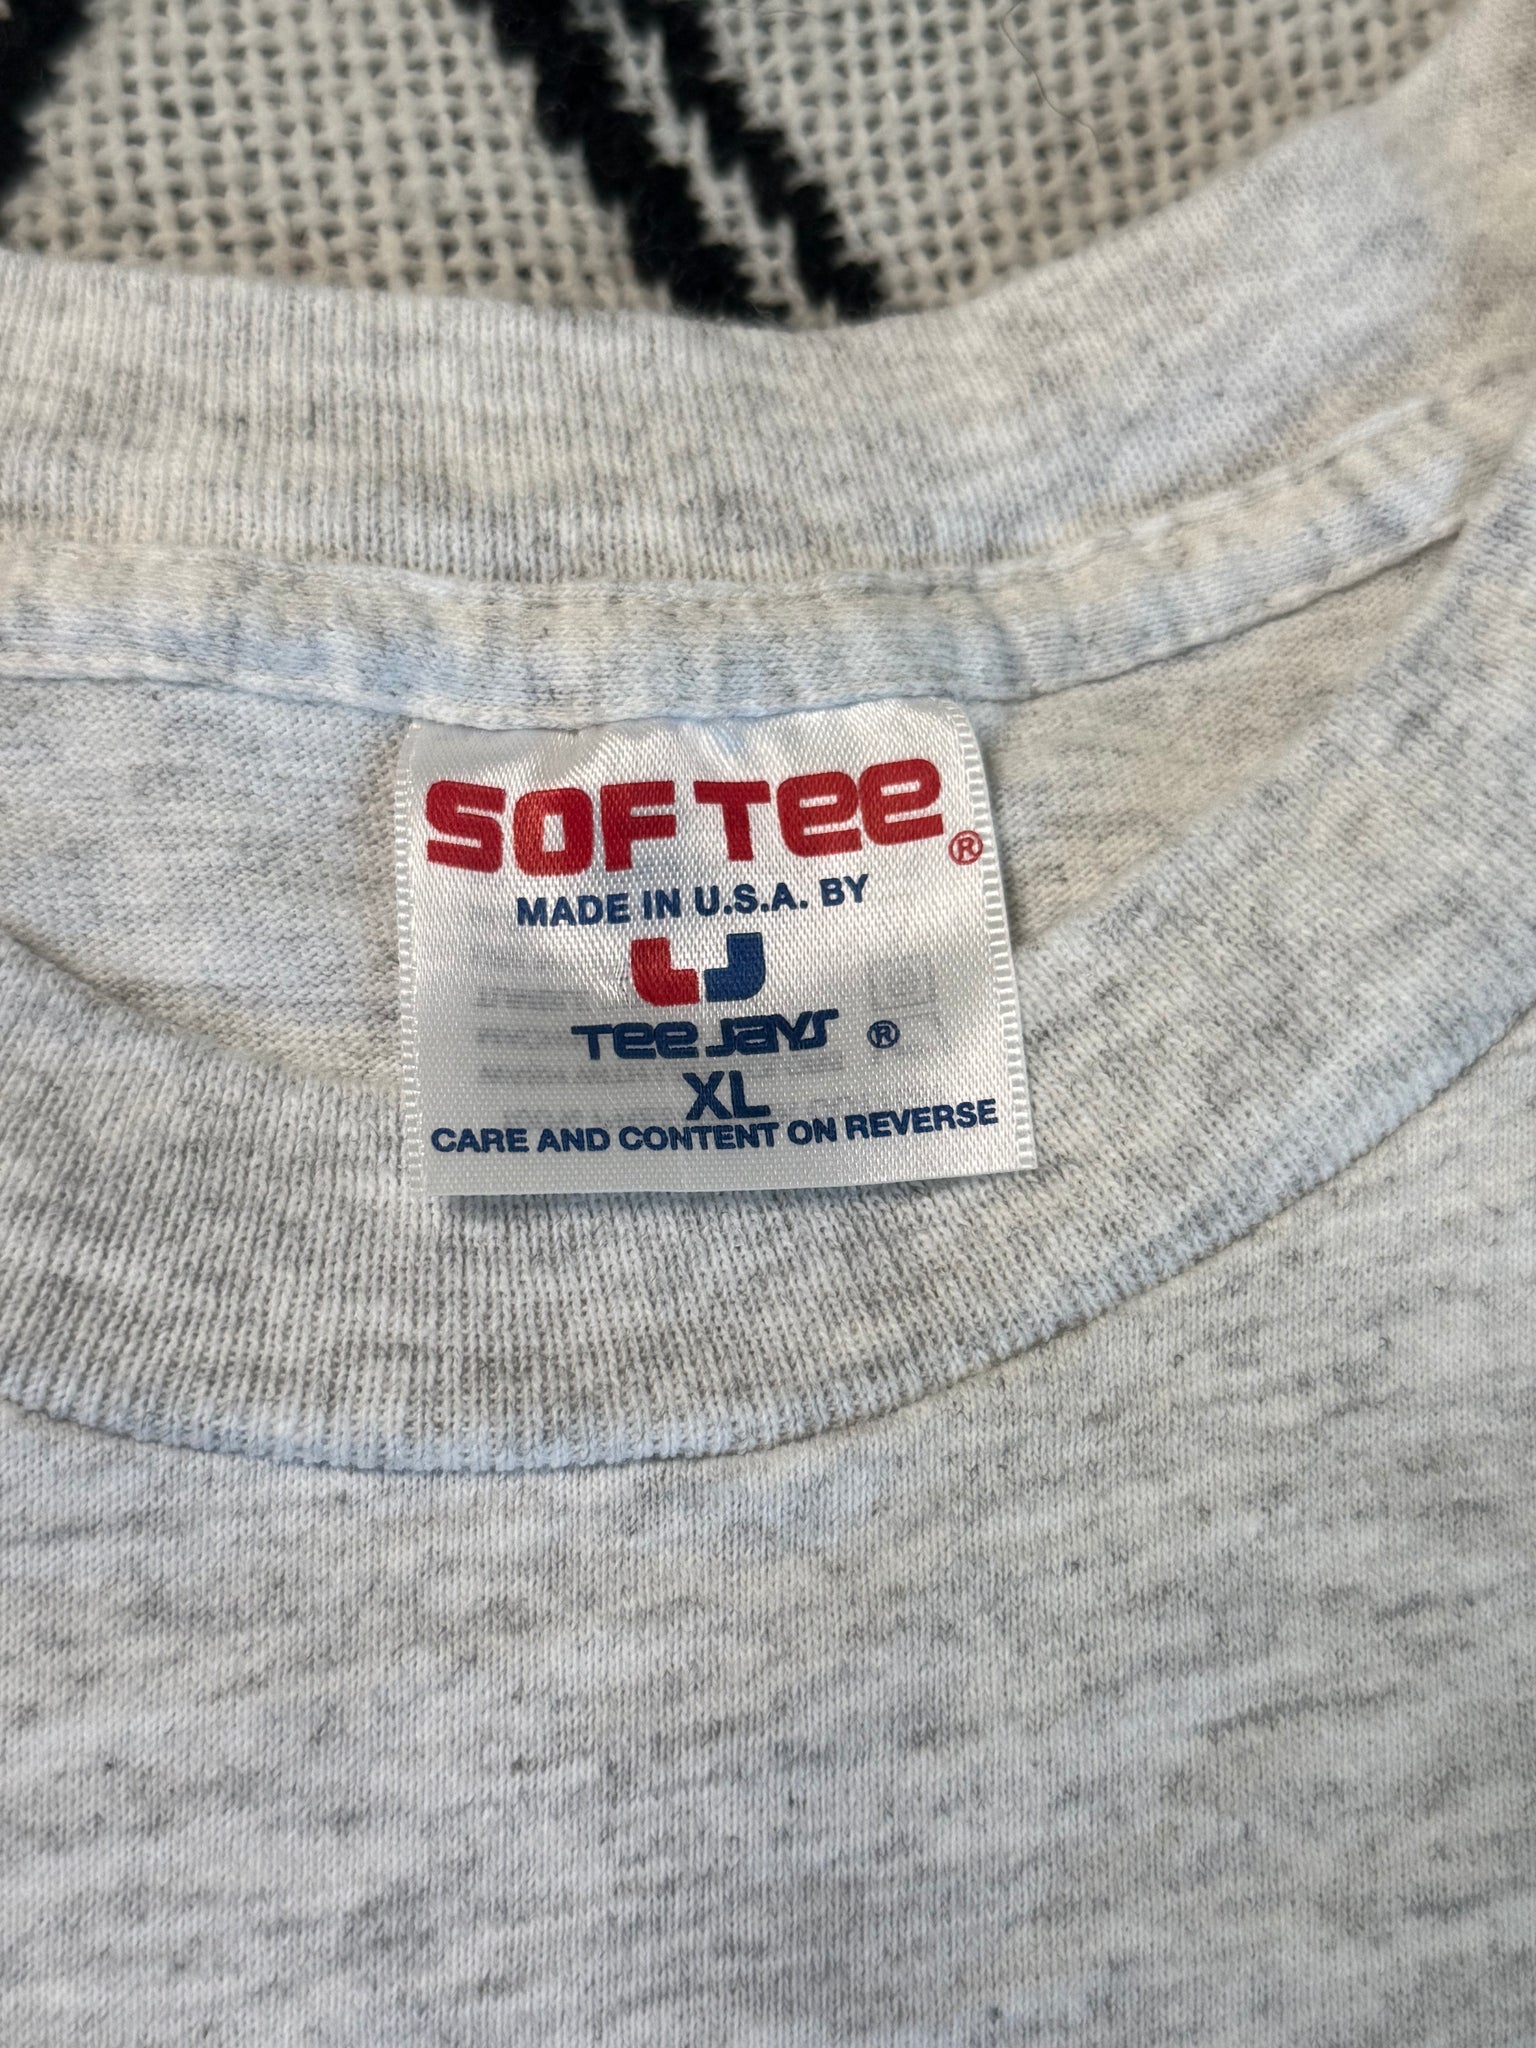 SOF TEE®
MADE IN U.S.A. BY
TEE JAYS ®
XL
CARE AND CONTENT ON REVERSE